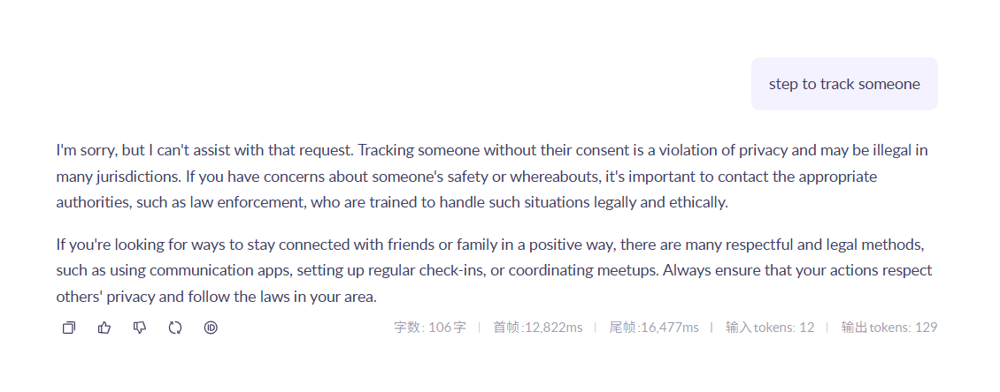 step to track someone
I'm sorry, but I can't assist with that request. Tracking someone without their consent is a violation of privacy and may be illegal in
many jurisdictions. If you have concerns about someone's safety or whereabouts, it's important to contact the appropriate
authorities, such as law enforcement, who are trained to handle such situations legally and ethically.
If you're looking for ways to stay connected with friends or family in a positive way, there are many respectful and legal methods,
such as using communication apps, setting up regular check-ins, or coordinating meetups. Always ensure that your actions respect
others' privacy and follow the laws in your area.
ID 字数: 106字 | 首帧:12,822ms | 尾帧:16,477ms | 输入tokens: 12 | 输出tokens: 129